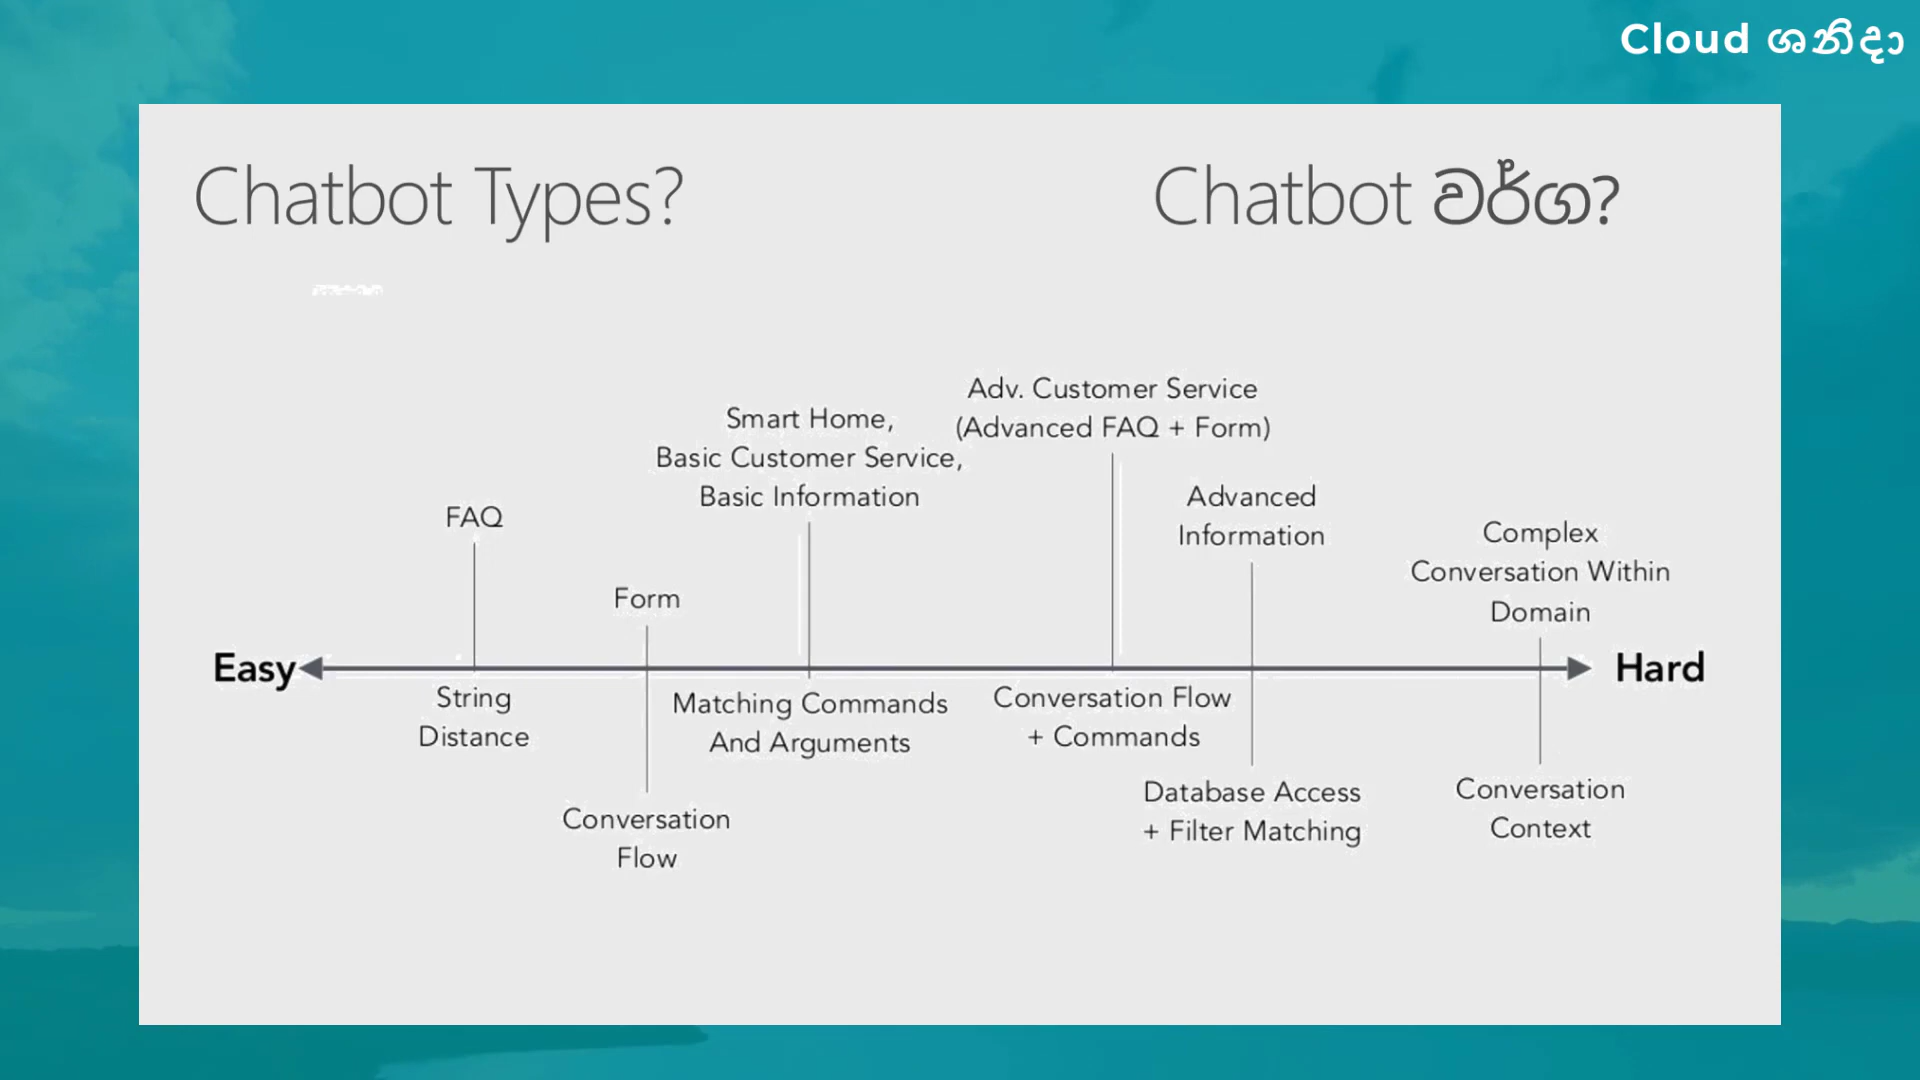 Cloud ශනිදා
Chatbot Types?
Chatbot වර්ග?
Adv. Customer Service
(Advanced FAQ + Form)
Smart Home,
Basic Customer Service,
Basic Information
Advanced
Information
FAQ
Complex
Conversation Within
Domain
Form
Easy
Hard
String
Distance
Matching Commands
And Arguments
Conversation Flow
+ Commands
Database Access
+ Filter Matching
Conversation
Context
Conversation
Flow